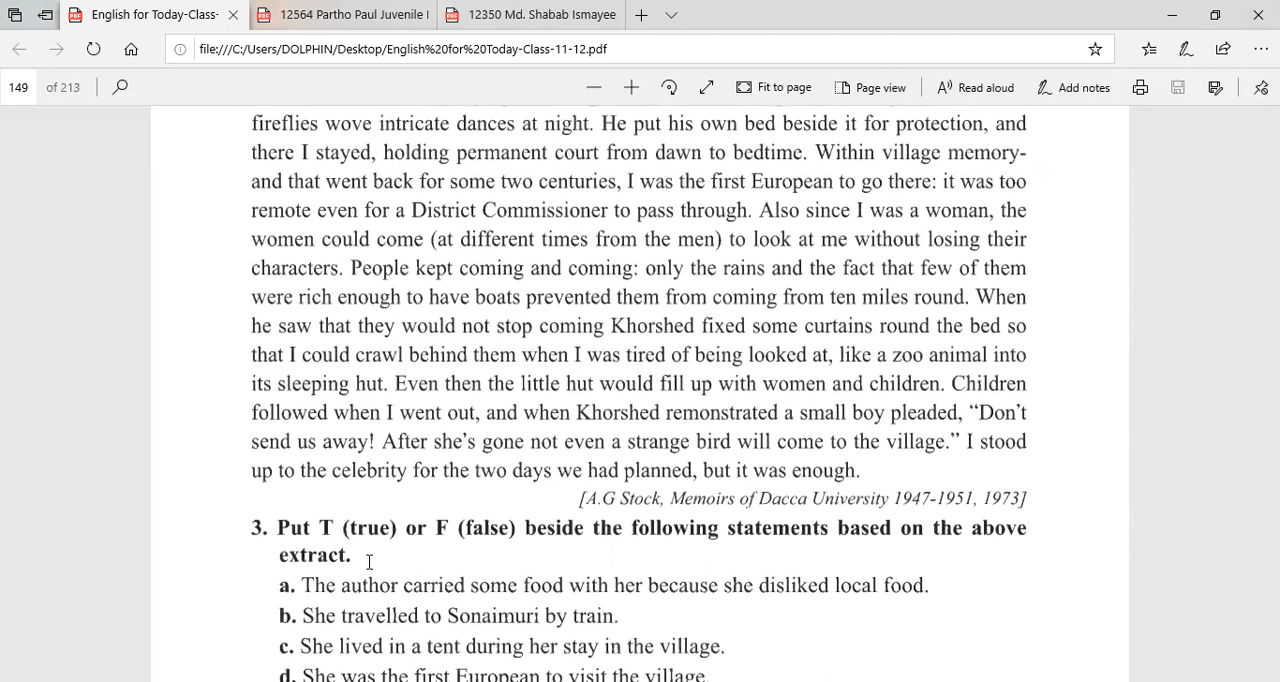 English for Today-Class-
12564 Partho Paul Juvenile I
12350 Md. Shabab Ismayee
file:///C:/Users/DOLPHIN/Desktop/English%20for%20Today-Class-11-12.pdf
149 of 213
Fit to page
Page view
Read aloud
Add notes
fireflies wove intricate dances at night. He put his own bed beside it for protection, and
there I stayed, holding permanent court from dawn to bedtime. Within village memory-
and that went back for some two centuries, I was the first European to go there: it was too
remote even for a District Commissioner to pass through. Also since I was a woman, the
women could come (at different times from the men) to look at me without losing their
characters. People kept coming and coming: only the rains and the fact that few of them
were rich enough to have boats prevented them from coming from ten miles round. When
he saw that they would not stop coming Khorshed fixed some curtains round the bed so
that I could crawl behind them when I was tired of being looked at, like a zoo animal into
its sleeping hut. Even then the little hut would fill up with women and children. Children
followed when I went out, and when Khorshed remonstrated a small boy pleaded, “Don’t
send us away! After she’s gone not even a strange bird will come to the village.” I stood
up to the celebrity for the two days we had planned, but it was enough.
[A.G Stock, Memoirs of Dacca University 1947-1951, 1973]
3. Put T (true) or F (false) beside the following statements based on the above
extract.
a. The author carried some food with her because she disliked local food.
b. She travelled to Sonaimuri by train.
c. She lived in a tent during her stay in the village.
d. She was the first European to visit the village.